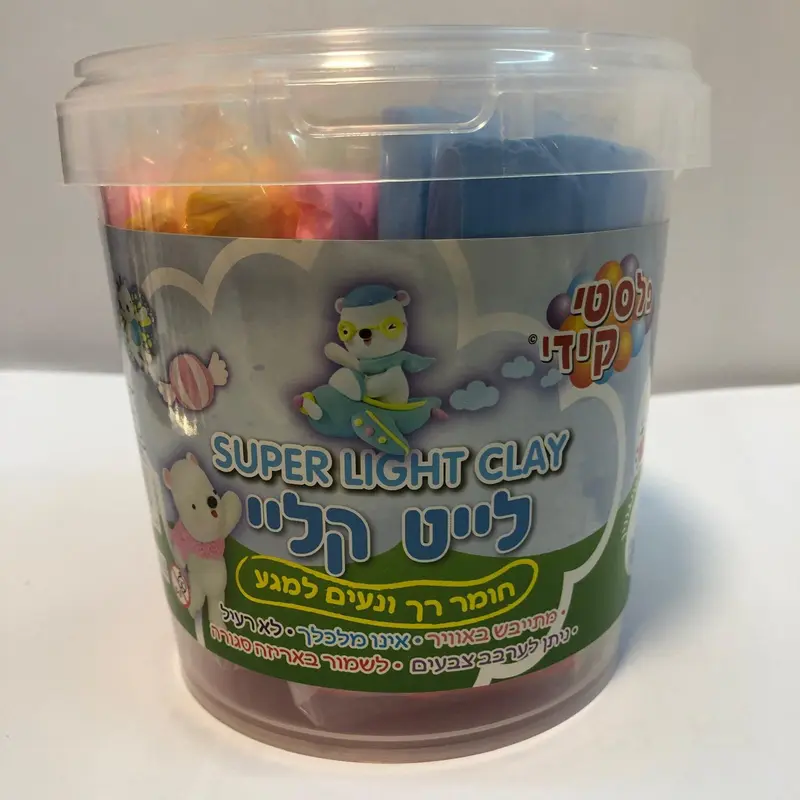 פלסטי
קידי
©
SUPER LIGHT CLAY
לייט קליי
חומר רך ונעים למגע
• מתייבש באוויר • אינו מלכלך • לא רעיל
• ניתן לערבב צבעים • לשמור באריזה סגורה